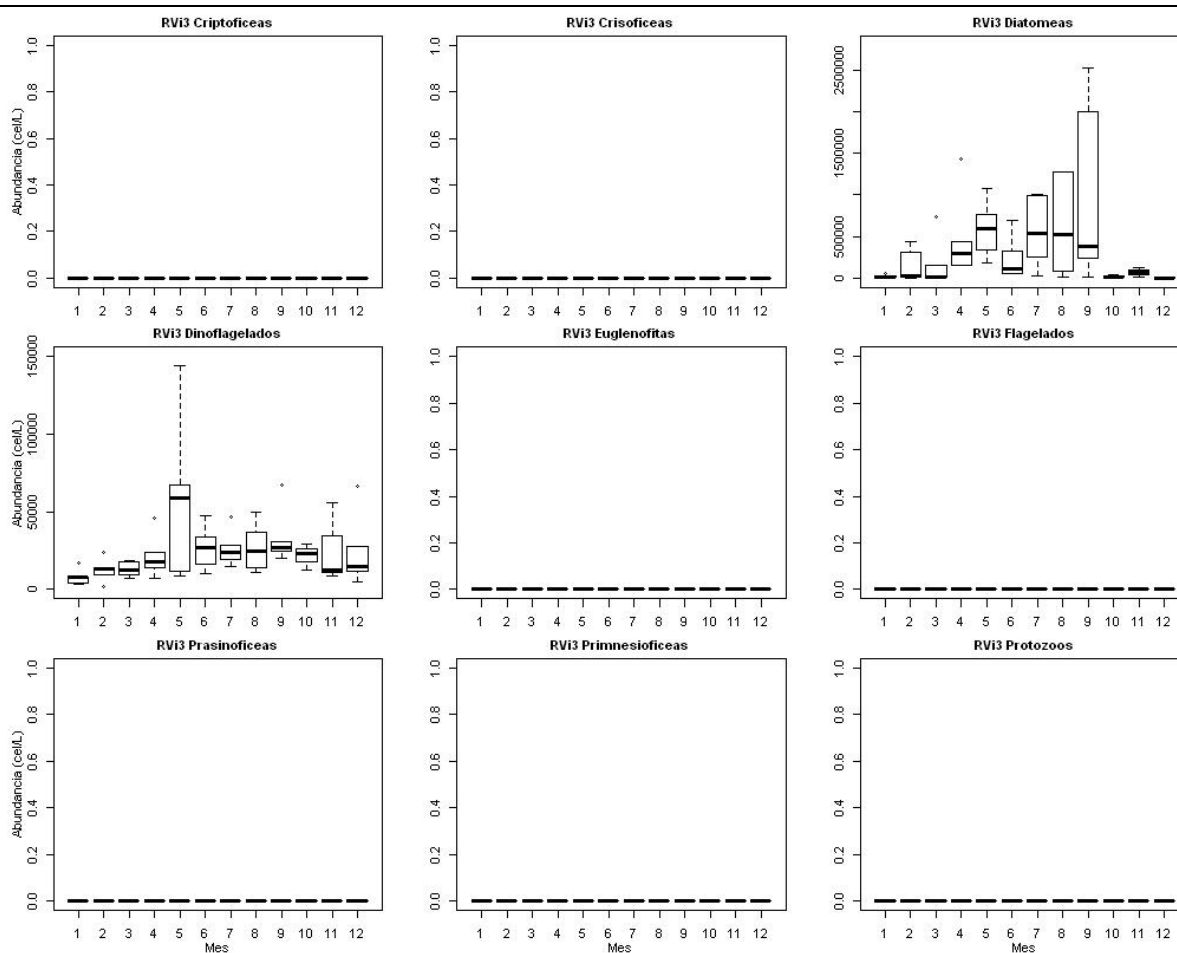 RVi3 Criptoficeas
RVi3 Crisoficeas
RVi3 Diatomeas
Abundancia (cel/L)
1.0
0.8
0.6
0.4
0.2
0.0
1 2 3 4 5 6 7 8 9 10 11 12
1.0
0.8
0.6
0.4
0.2
0.0
1 2 3 4 5 6 7 8 9 10 11 12
2500000
1500000
500000
0
1 2 3 4 5 6 7 8 9 10 11 12
RVi3 Dinoflagelados
RVi3 Euglenofitas
RVi3 Flagelados
Abundancia (cel/L)
150000
100000
50000
0
1 2 3 4 5 6 7 8 9 10 11 12
1.0
0.8
0.6
0.4
0.2
0.0
1 2 3 4 5 6 7 8 9 10 11 12
1.0
0.8
0.6
0.4
0.2
0.0
1 2 3 4 5 6 7 8 9 10 11 12
RVi3 Prasinoficeas
RVi3 Primnesioficeas
RVi3 Protozoos
Abundancia (cel/L)
1.0
0.8
0.6
0.4
0.2
0.0
1 2 3 4 5 6 7 8 9 10 11 12
Mes
1.0
0.8
0.6
0.4
0.2
0.0
1 2 3 4 5 6 7 8 9 10 11 12
Mes
1.0
0.8
0.6
0.4
0.2
0.0
1 2 3 4 5 6 7 8 9 10 11 12
Mes